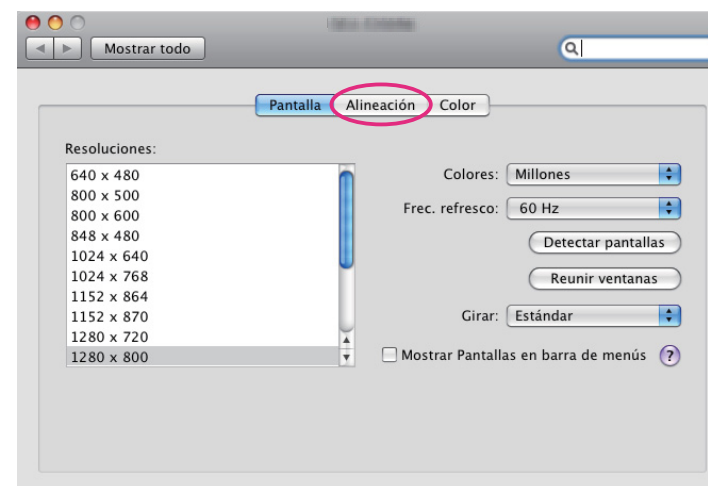 Mostrar todo
Pantalla Alineación Color
Resoluciones:
640 x 480
800 x 500
800 x 600
848 x 480
1024 x 640
1024 x 768
1152 x 864
1152 x 870
1280 x 720
1280 x 800
Colores: Millones
Frec. refresco: 60 Hz
Detectar pantallas
Reunir ventanas
Girar: Estándar
Mostrar Pantallas en barra de menús ?